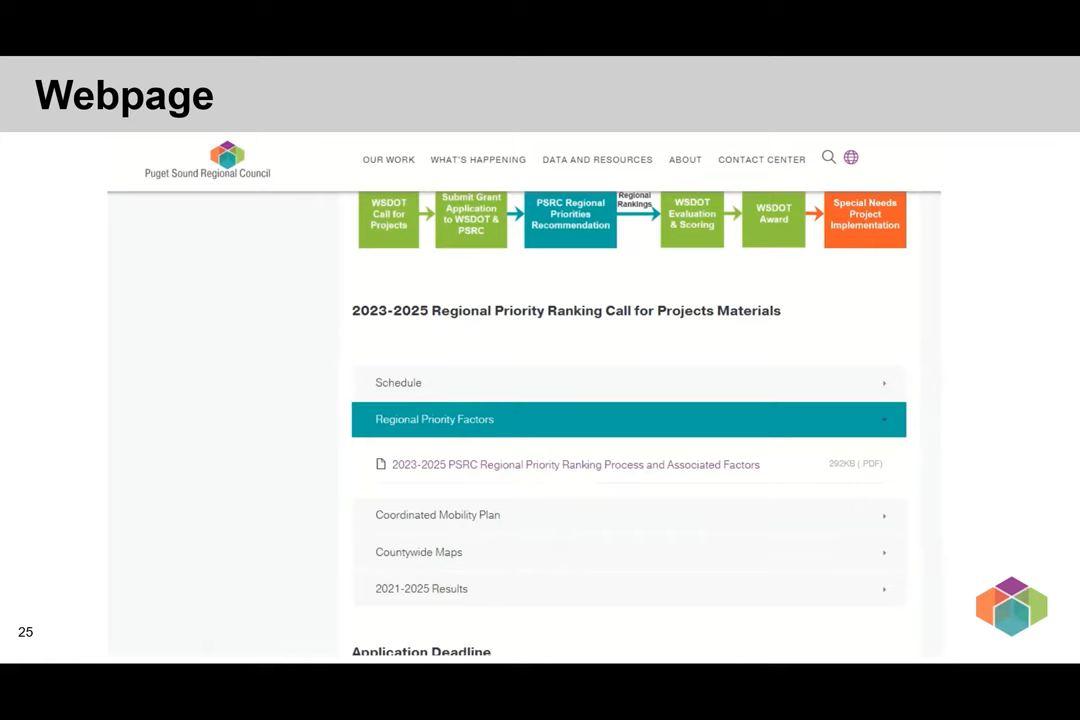 Webpage
Puget Sound Regional Council
OUR WORK WHAT'S HAPPENING DATA AND RESOURCES ABOUT CONTACT CENTER
WSDOT
Call for
Projects
Submit Grant
Application
to WSDOT &
PSRC
PSRC Regional
Priorities
Recommendation
Regional
Rankings
WSDOT
Evaluation
& Scoring
WSDOT
Award
Special Needs
Project
Implementation
2023-2025 Regional Priority Ranking Call for Projects Materials
Schedule
Regional Priority Factors
2023-2025 PSRC Regional Priority Ranking Process and Associated Factors 292KB (.PDF)
Coordinated Mobility Plan
Countywide Maps
2021-2025 Results
Application Deadline
25